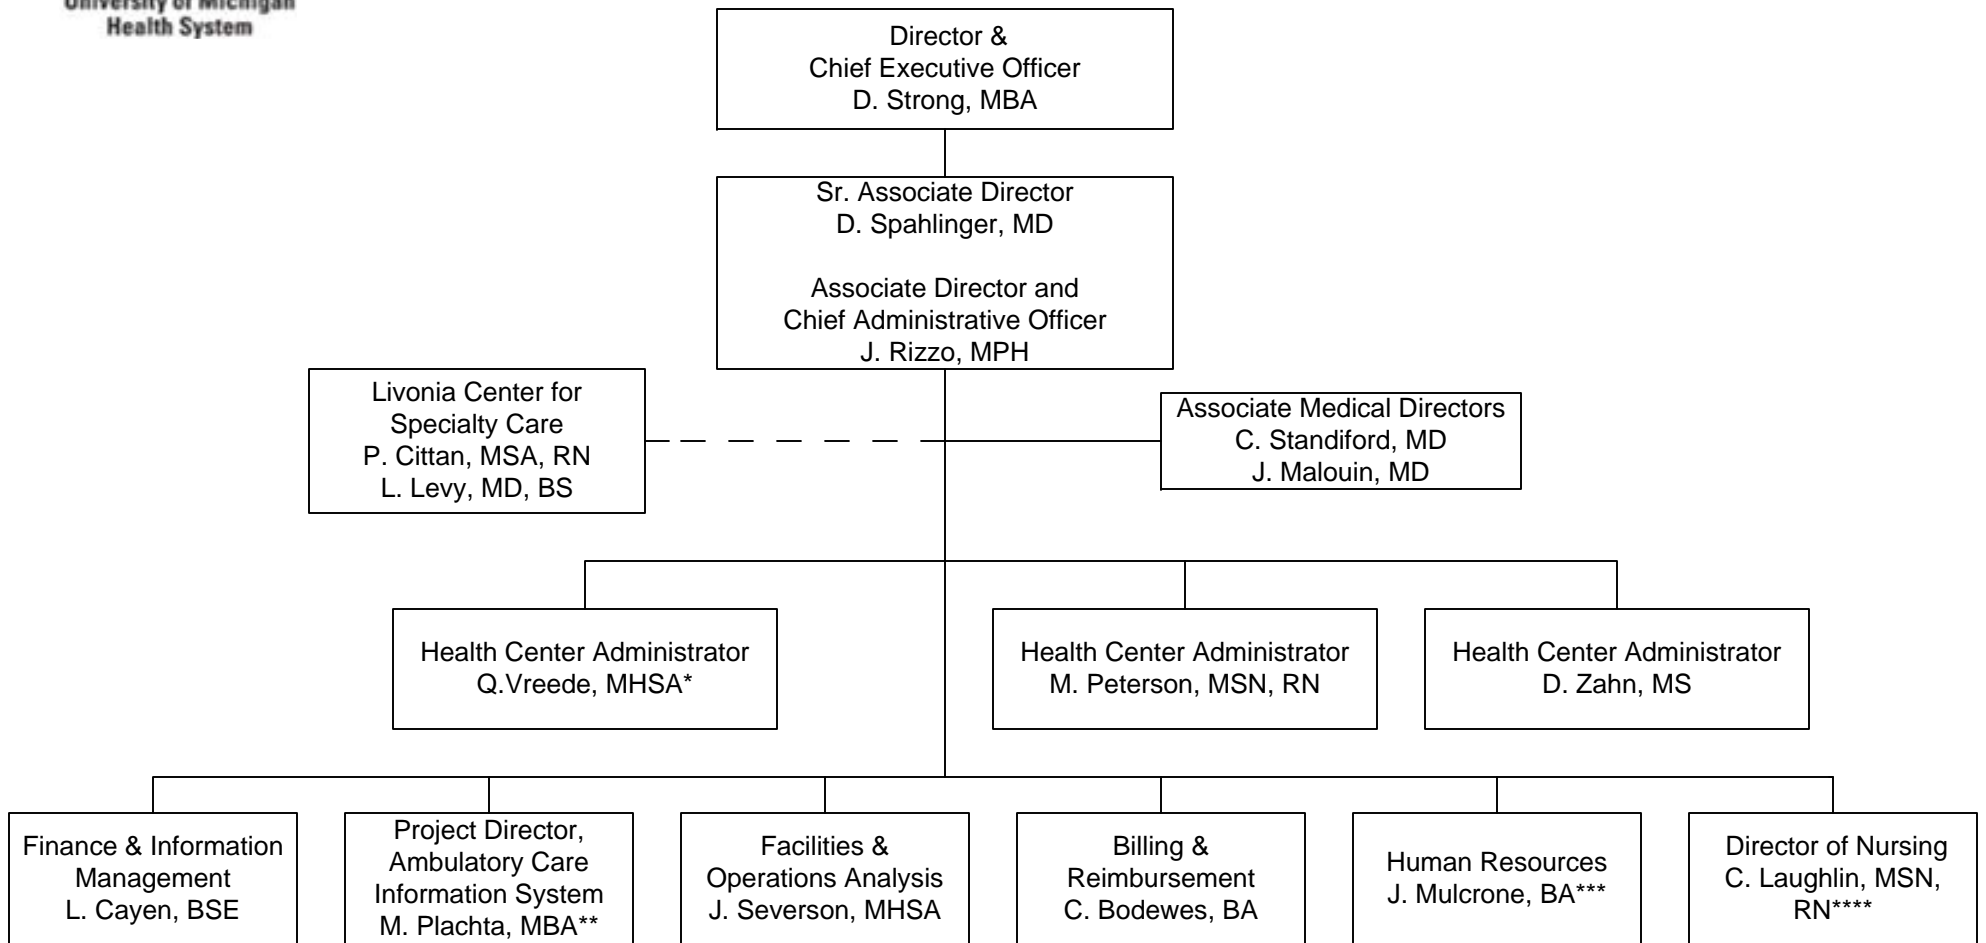 University of Michigan
Health System
Director &
Chief Executive Officer
D. Strong, MBA
Sr. Associate Director
D. Spahlinger, MD
Associate Director and
Chief Administrative Officer
J. Rizzo, MPH
Livonia Center for
Specialty Care
P. Cittan, MSA, RN
L. Levy, MD, BS
Associate Medical Directors
C. Standiford, MD
J. Malouin, MD
Health Center Administrator
Q.Vreede, MHSA*
Health Center Administrator
M. Peterson, MSN, RN
Health Center Administrator
D. Zahn, MS
Finance & Information
Management
L. Cayen, BSE
Project Director,
Ambulatory Care
Information System
M. Plachta, MBA**
Facilities &
Operations Analysis
J. Severson, MHSA
Billing &
Reimbursement
C. Bodewes, BA
Human Resources
J. Mulcrone, BA***
Director of Nursing
C. Laughlin, MSN,
RN****